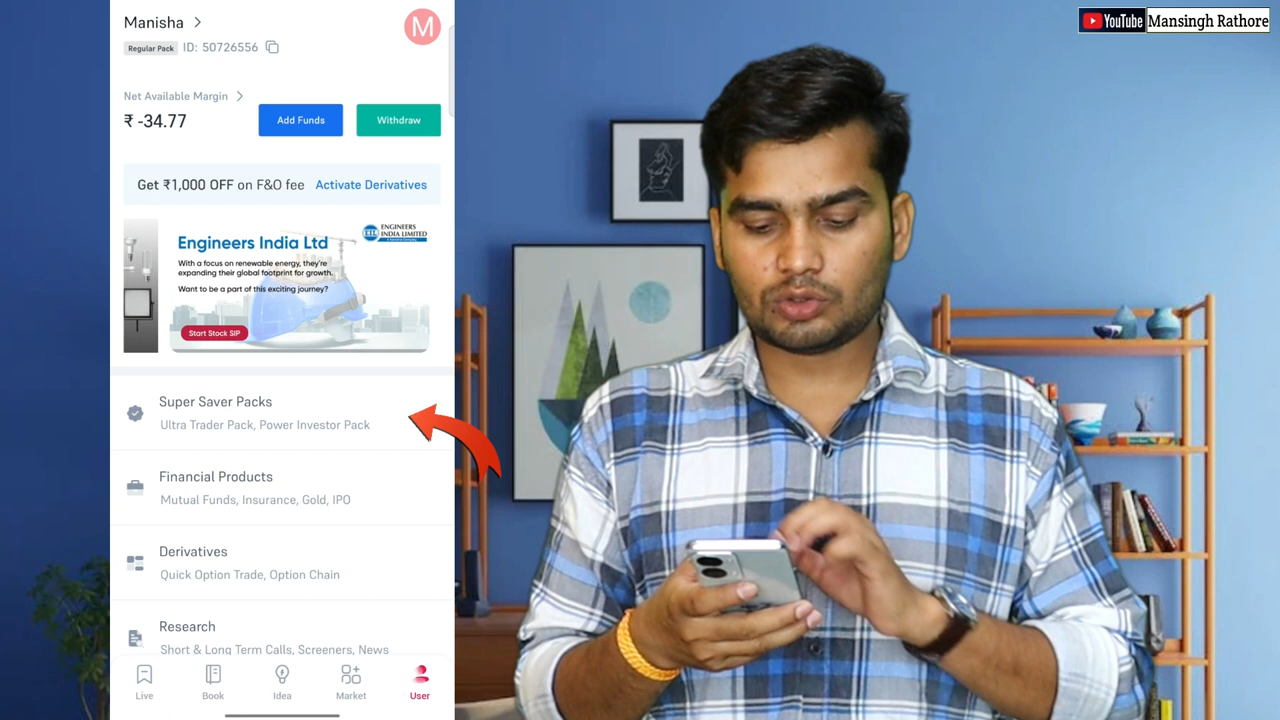 Manisha
Regular Pack ID: 50726556
M
Net Available Margin
₹ -34.77
Add Funds
Withdraw
Get ₹1,000 OFF on F&O fee Activate Derivatives
ENGINEERS
INDIA LIMITED
Engineers India Ltd
With a focus on renewable energy, they're
expanding their global footprint for growth.
Want to be a part of this exciting journey?
Start Stock SIP
Super Saver Packs
Ultra Trader Pack, Power Investor Pack
Financial Products
Mutual Funds, Insurance, Gold, IPO
Derivatives
Quick Option Trade, Option Chain
Research
Short & Long Term Calls, Screeners, News
Live
Book
Idea
Market
User
YouTube Mansingh Rathore